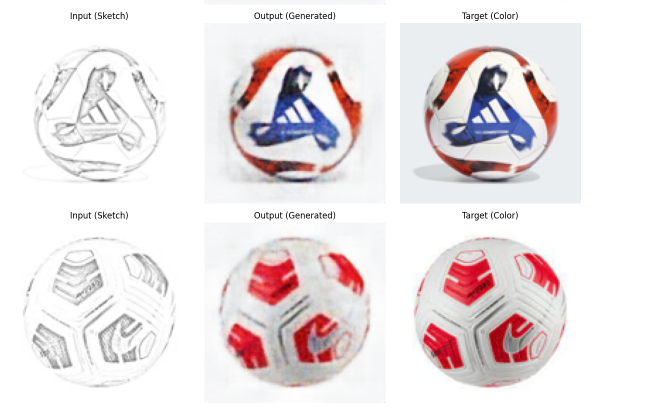 Input (Sketch)
Output (Generated)
Target (Color)
Input (Sketch)
Output (Generated)
Target (Color)